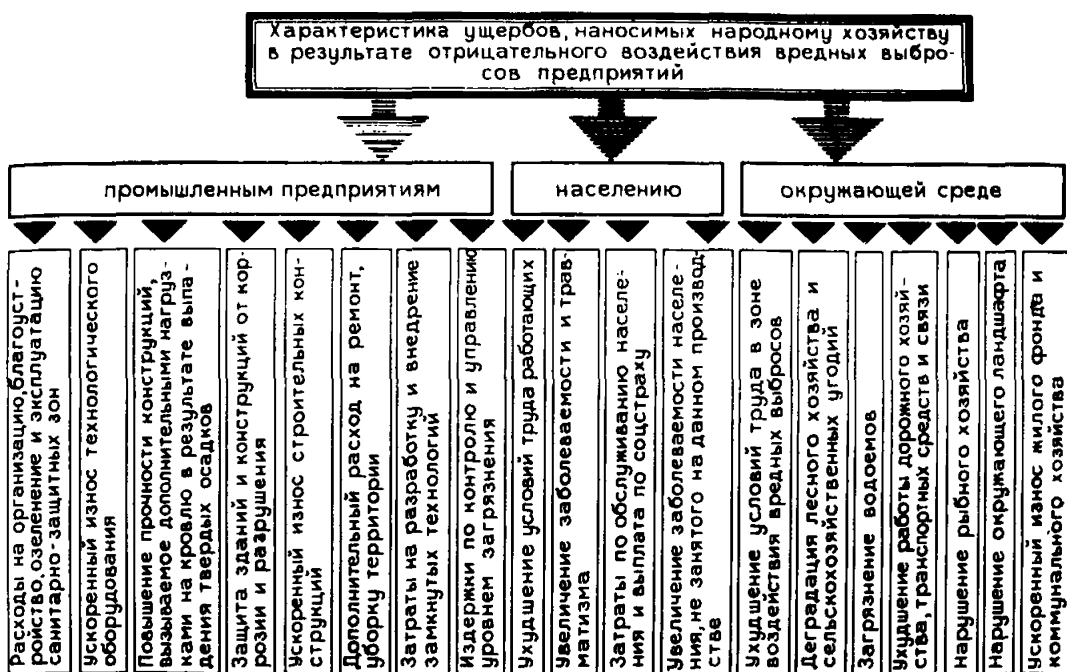 Характеристика ущербов, наносимых народному хозяйству
в результате отрицательного воздействия вредных выбро-
сов предприятий
промышленным предприятиям
населению
окружающей среде
Расходы на организацию, благоуст-
ройство, озеленение и эксплуатацию
санитарно-защитных зон
Ускоренный износ технологического
оборудования
Повышение прочности конструкций,
вызываемое дополнительными нагруз-
ками на кровлю в результате выпа-
дения твердых осадков
Защита зданий и конструкций от кор-
розии и разрушения
Ускоренный износ строительных кон-
струкций
Дополнительный расход на ремонт,
уборку территории
Затраты на разработку и внедрение
замкнутых технологий
Издержки по контролю и управлению
уровнем загрязнения
Ухудшение условий труда работающих
Увеличение заболеваемости и трав-
матизма
Затраты по обслуживанию населе-
ния и выплата по соцстраху
Увеличение заболеваемости населе-
ния, не занятого на данном производ-
стве
Ухудшение условий труда в зоне
воздействия вредных выбросов
Деградация лесного хозяйства и
сельскохозяйственных угодий
Загрязнение водоемов
Ухудшение работы дорожного хозяй-
ства, транспортных средств и связи
Нарушение рыбного хозяйства
Нарушение окружающего ландшафта
Ускоренный износ жилого фонда и
коммунального хозяйства